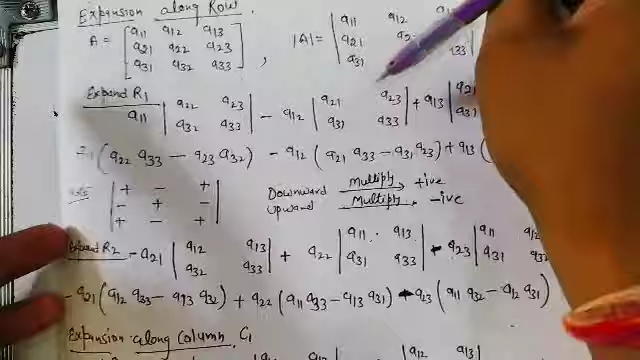 Expansion along Row.
A = [ a11 a12 a13 , |A| = | a11 a12
a21 a22 a23 a21
a31 a32 a33 ] a31 a33 |
Expand R1
a11 | a22 a23 | - a12 | a21 a23 | + a13 | a21
a32 a33 a31 a33 a31
(a22 a33 - a23 a32) - a12 (a21 a33 - a31 a23) + a13 (
| + - + |
| - + - |
| + - + |
Downward Multiply +ive
upward Multiply -ive
Expand R2 - a21 | a12 a13 | + a22 | a11 a13 | - a23 | a11 a12
a32 a33 a31 a33 a31 a32
- a21 (a12 a33 - a13 a32) + a22 (a11 a33 - a13 a31) - a23 (a11 a32 - a12 a31)
Expansion along Column. C1
a12 a13